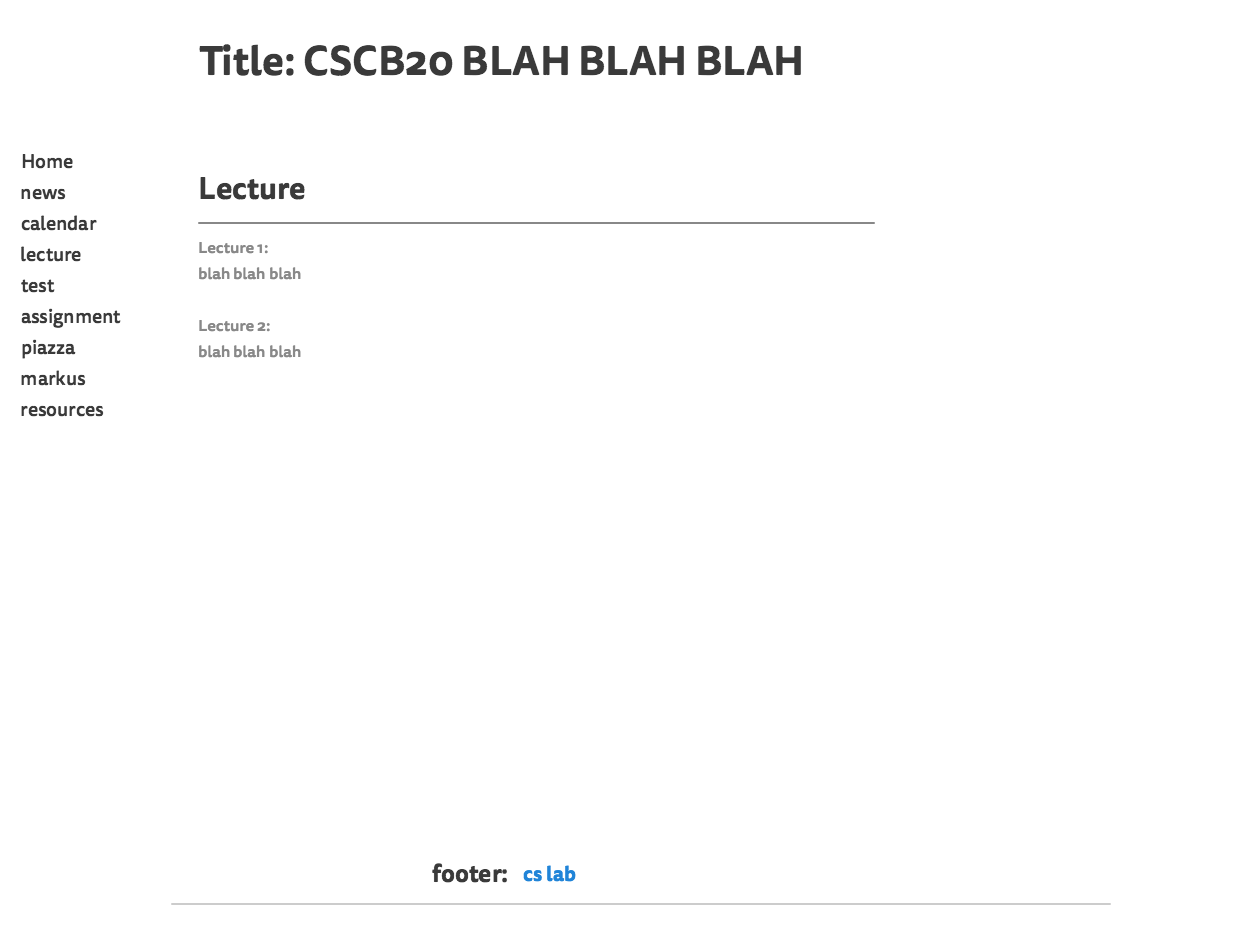 Title: CSCB20 BLAH BLAH BLAH
Home
news
calendar
lecture
test
assignment
piazza
markus
resources
Lecture
Lecture 1:
blah blah blah
Lecture 2:
blah blah blah
footer: cs lab